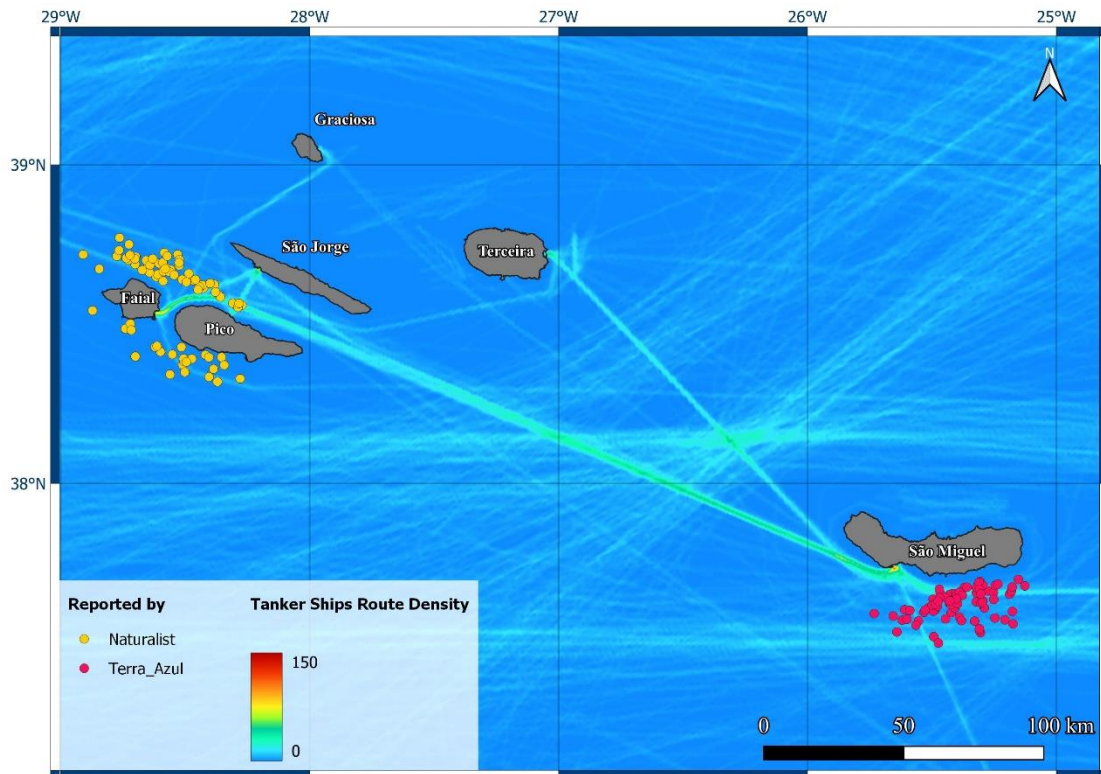 29°W 28°W 27°W 26°W 25°W
N
Graciosa
39°N
São Jorge
Terceira
Faial
Pico
38°N
São Miguel
Reported by
Naturalist
Terra_Azul
Tanker Ships Route Density
150
0
0 50 100 km